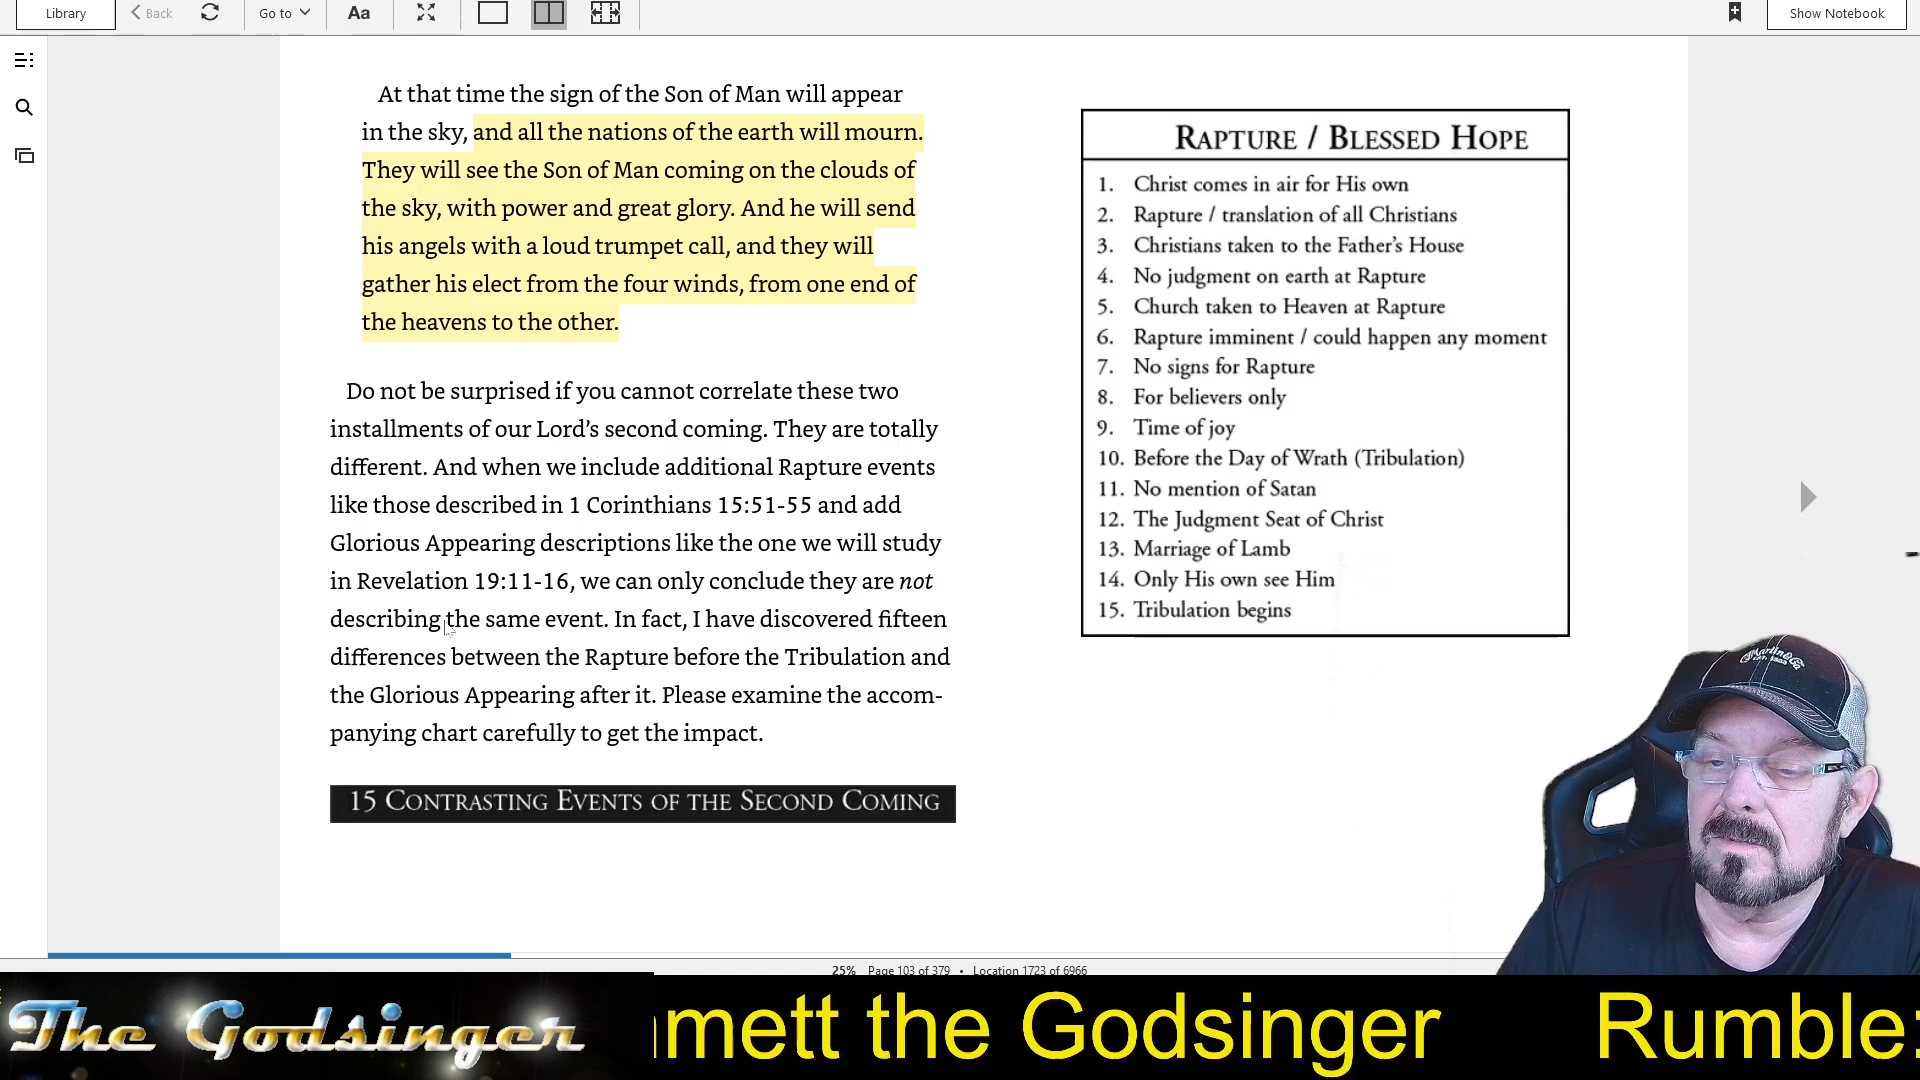 Library
Back
Go to
Aa
Show Notebook
At that time the sign of the Son of Man will appear
in the sky, and all the nations of the earth will mourn.
They will see the Son of Man coming on the clouds of
the sky, with power and great glory. And he will send
his angels with a loud trumpet call, and they will
gather his elect from the four winds, from one end of
the heavens to the other.
Do not be surprised if you cannot correlate these two
installments of our Lord’s second coming. They are totally
different. And when we include additional Rapture events
like those described in 1 Corinthians 15:51-55 and add
Glorious Appearing descriptions like the one we will study
in Revelation 19:11-16, we can only conclude they are not
describing the same event. In fact, I have discovered fifteen
differences between the Rapture before the Tribulation and
the Glorious Appearing after it. Please examine the accom-
panying chart carefully to get the impact.
15 Contrasting Events of the Second Coming
Rapture / Blessed Hope
1. Christ comes in air for His own
2. Rapture / translation of all Christians
3. Christians taken to the Father’s House
4. No judgment on earth at Rapture
5. Church taken to Heaven at Rapture
6. Rapture imminent / could happen any moment
7. No signs for Rapture
8. For believers only
9. Time of joy
10. Before the Day of Wrath (Tribulation)
11. No mention of Satan
12. The Judgment Seat of Christ
13. Marriage of Lamb
14. Only His own see Him
15. Tribulation begins
25% Page 103 of 379 • Location 1723 of 6966
The Godsinger
mett the Godsinger Rumble: